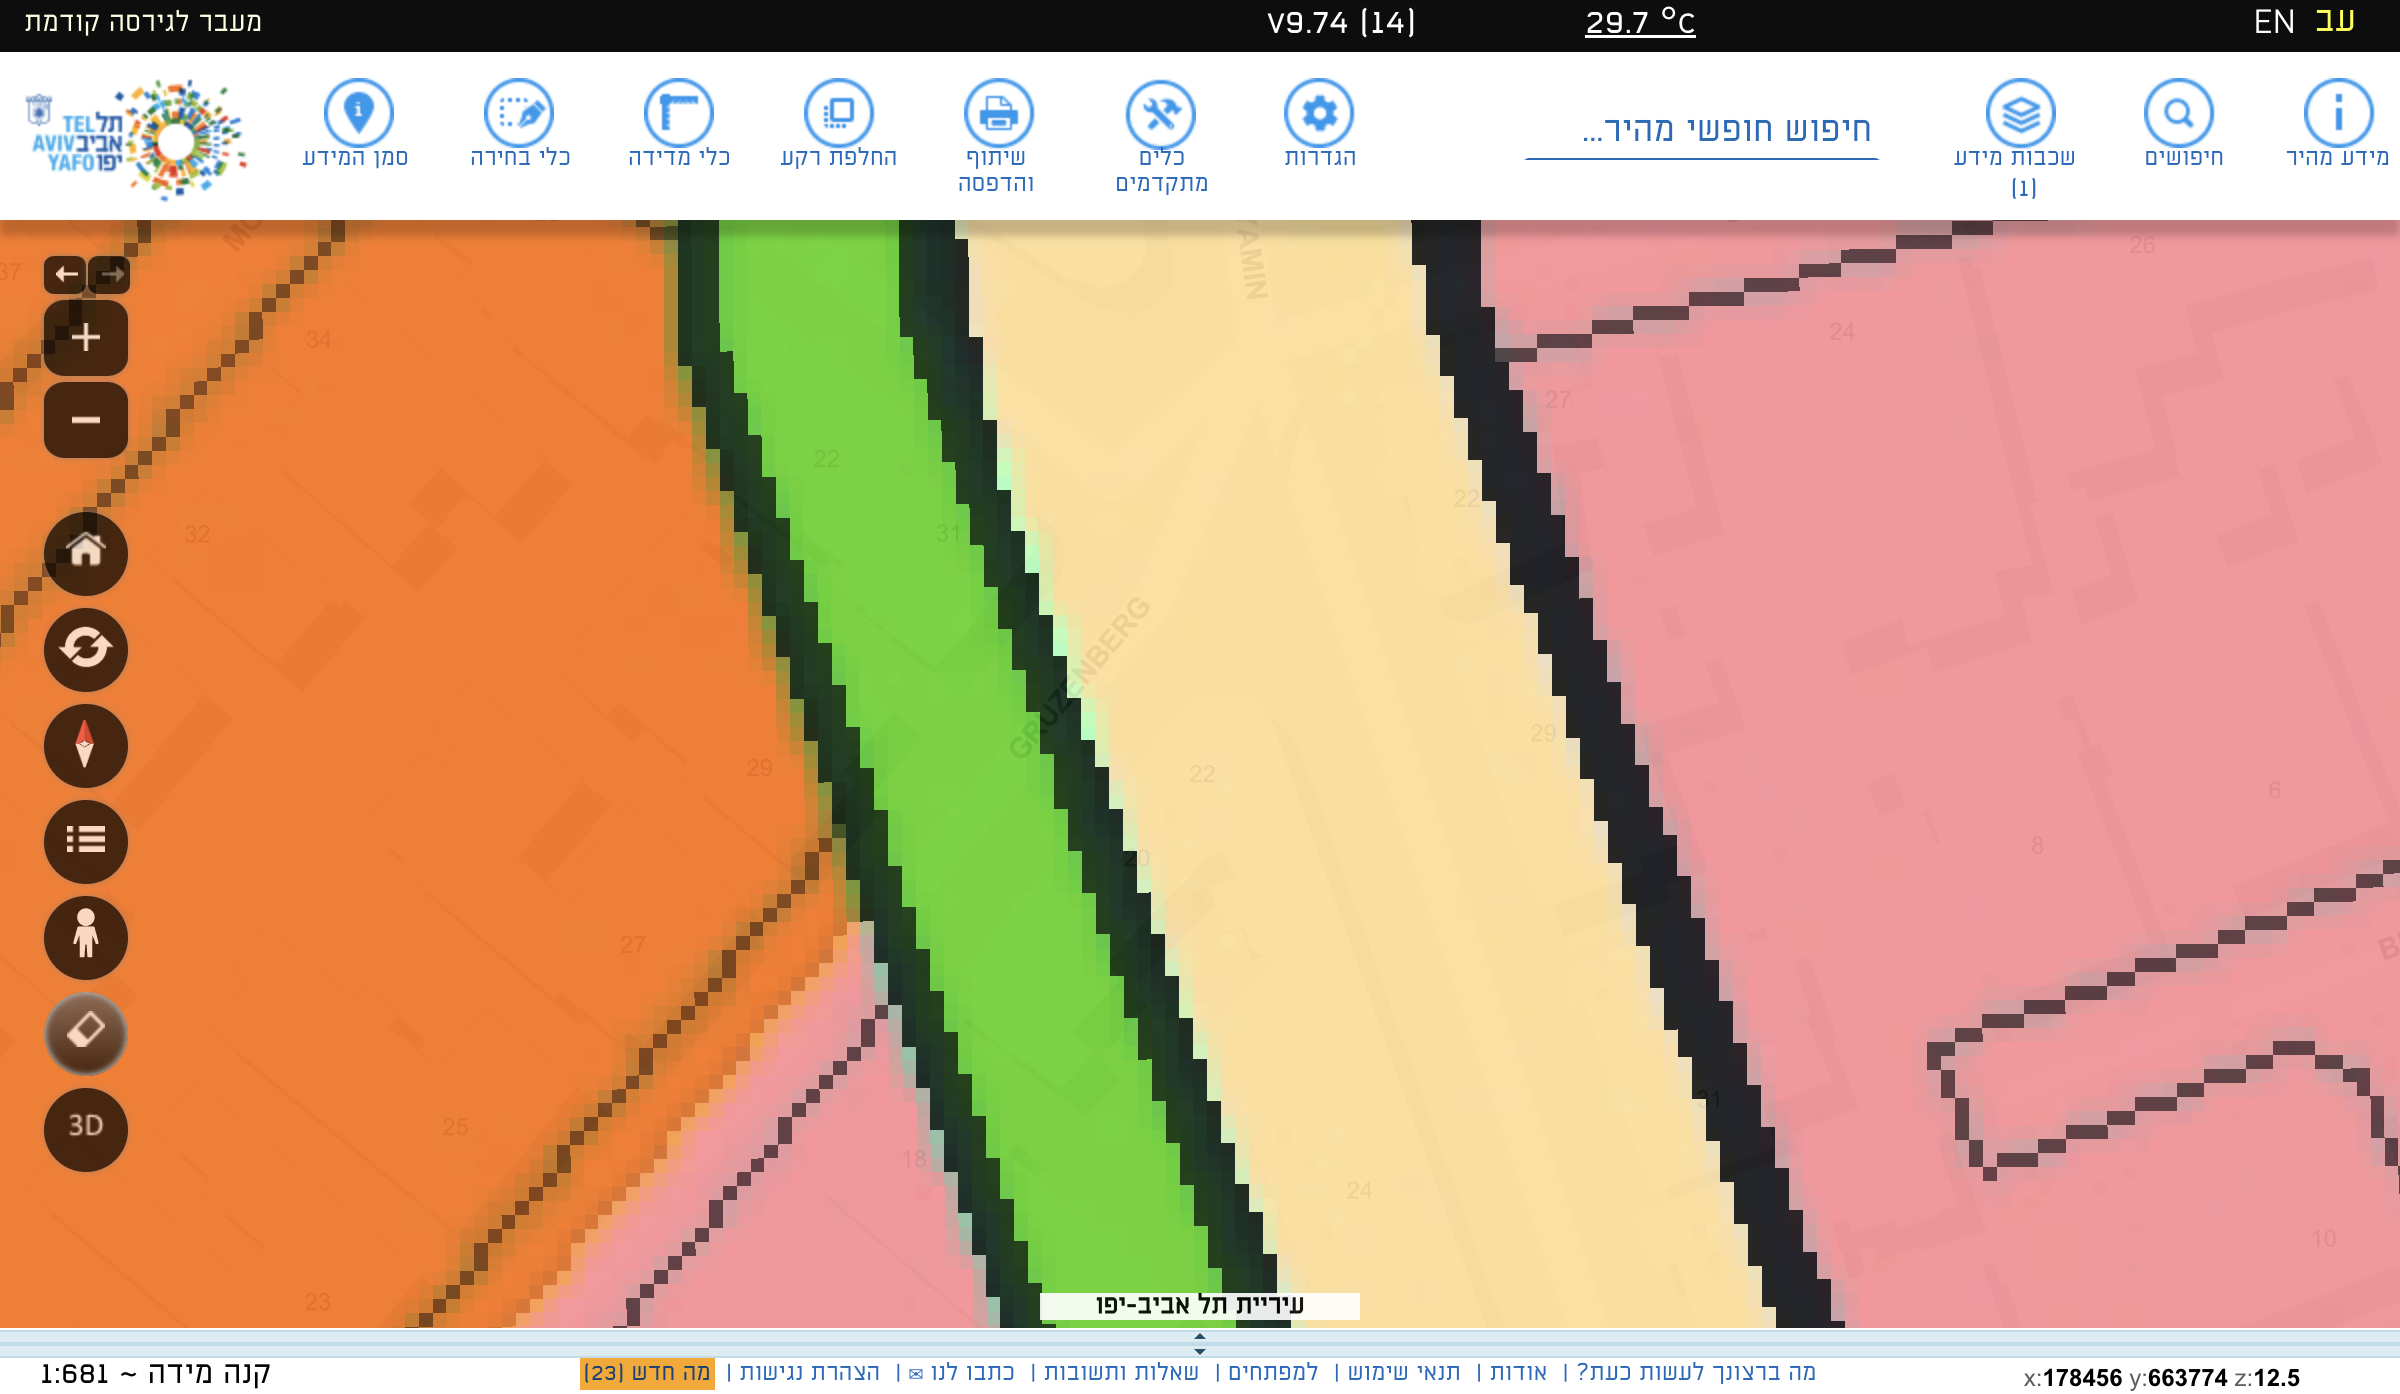 עב
EN
29.7 °C
V9.74 (14)
מעבר לגירסה קודמת
מידע מהיר
חיפושים
שכבות מידע
(1)
חיפוש חופשי מהיר...
הגדרות
כלים
מתקדמים
שיתוף
והדפסה
החלפת רקע
כלי מדידה
כלי בחירה
סמן המידע
TEL תל
AVIV אביב
YAFO יפו
YAMIN
26
37
34
24
27
22
22
32
31
GRUZENBERG
29
22
29
6
20
8
27
25
31
18
24
10
23
3D
עיריית תל אביב-יפו
קנה מידה ~ 1:681
מה ברצונך לעשות כעת? | אודות | תנאי שימוש | למפתחים | שאלות ותשובות | כתבו לנו ✉ | הצהרת נגישות | מה חדש (23)
x:178456 y:663774 z:12.5